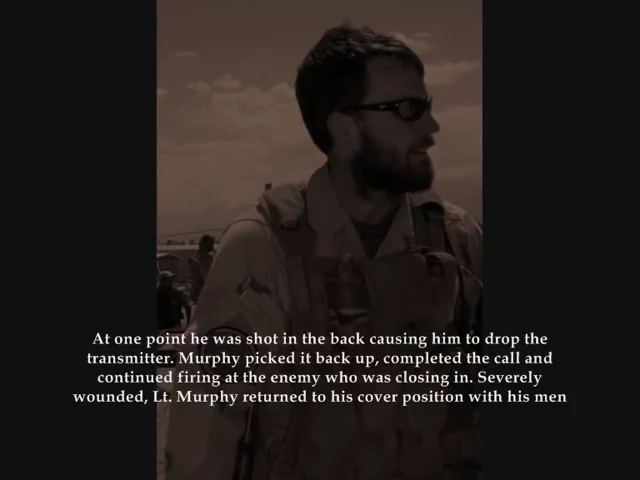 At one point he was shot in the back causing him to drop the
transmitter. Murphy picked it back up, completed the call and
continued firing at the enemy who was closing in. Severely
wounded, Lt. Murphy returned to his cover position with his men